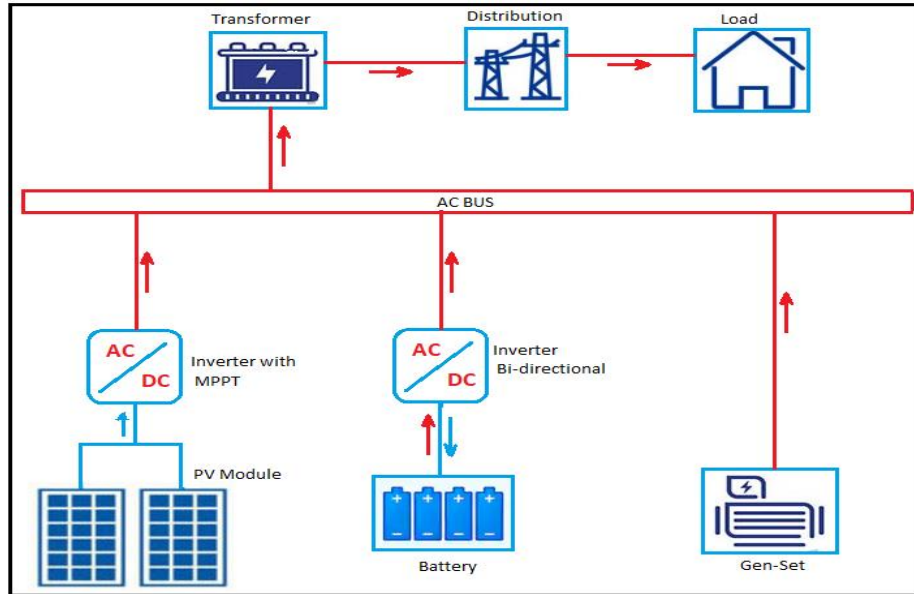 Transformer
Distribution
Load
AC BUS
AC
DC
Inverter with
MPPT
AC
DC
Inverter
Bi-directional
PV Module
Battery
Gen-Set